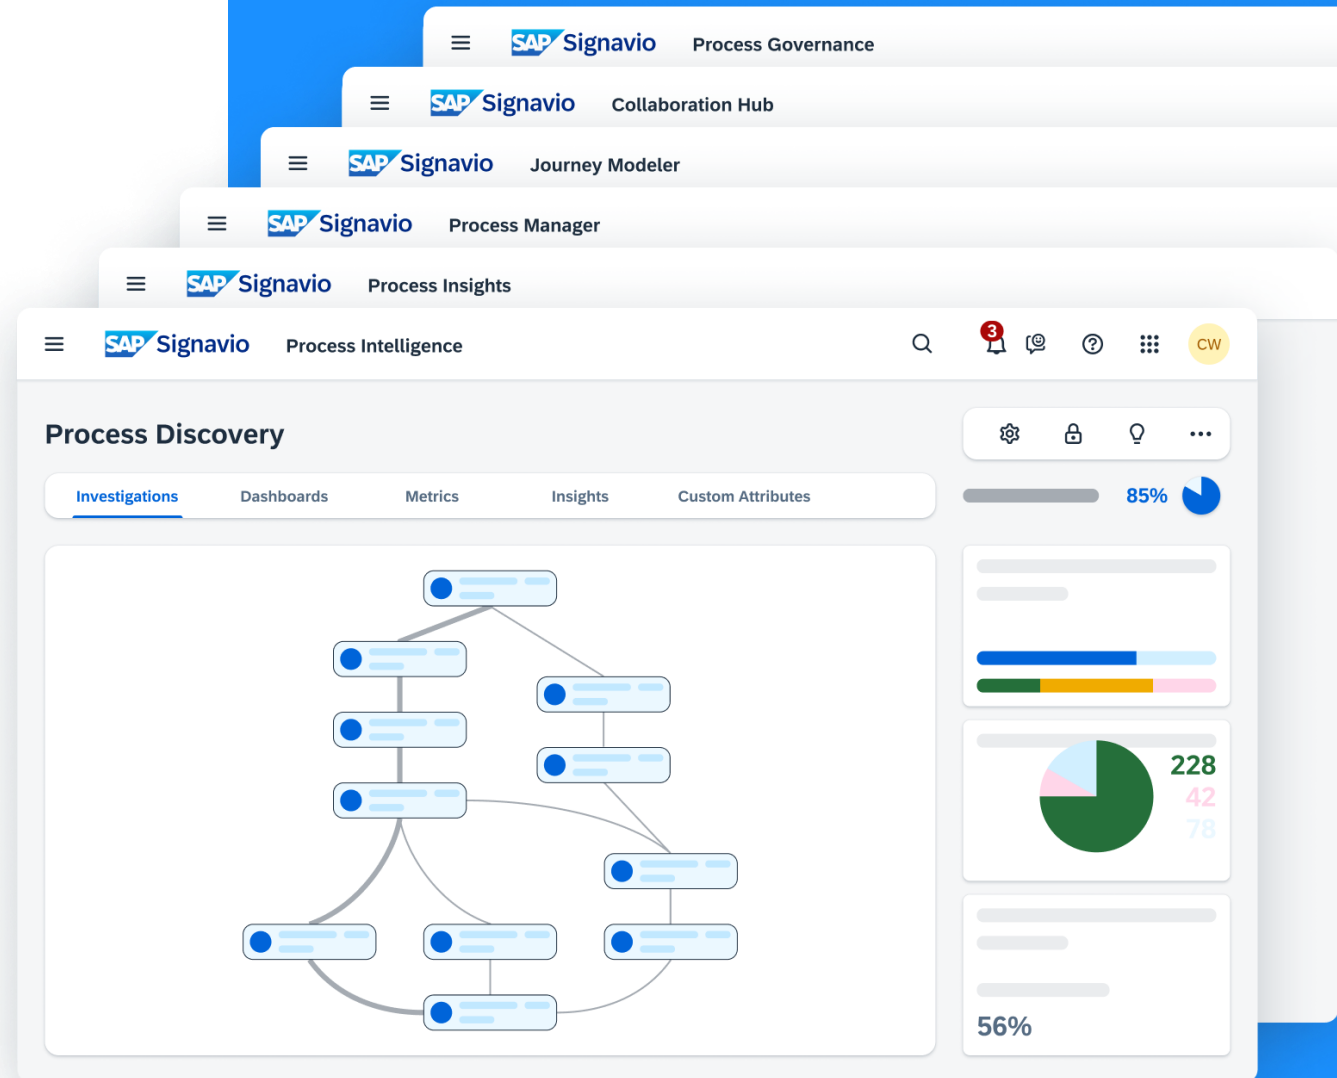 SAP Signavio Process Governance
SAP Signavio Collaboration Hub
SAP Signavio Journey Modeler
SAP Signavio Process Manager
SAP Signavio Process Insights
SAP Signavio Process Intelligence 3 CW
Process Discovery
Investigations Dashboards Metrics Insights Custom Attributes 85%
228
42
78
56%